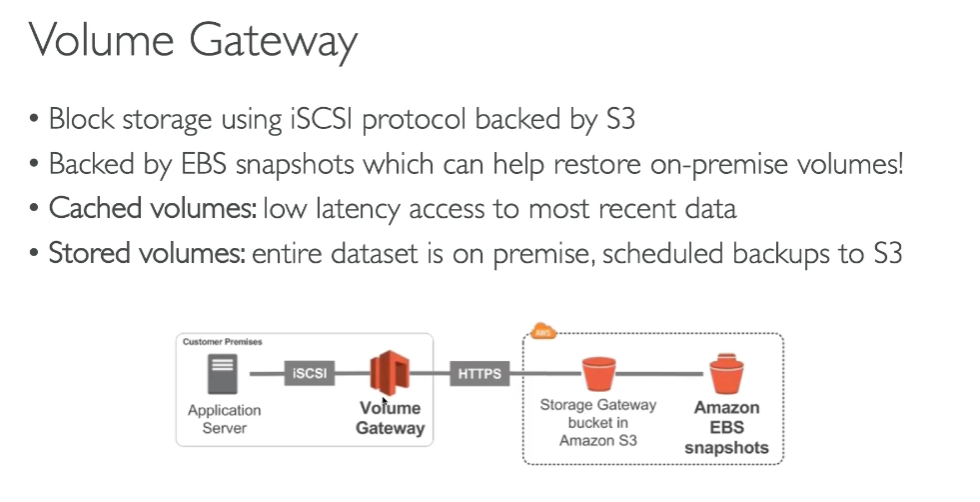 Volume Gateway
• Block storage using iSCSI protocol backed by S3
• Backed by EBS snapshots which can help restore on-premise volumes!
• Cached volumes: low latency access to most recent data
• Stored volumes: entire dataset is on premise, scheduled backups to S3
Customer Premises
AWS
iSCSI
HTTPS
Application
Server
Volume
Gateway
Storage Gateway
bucket in
Amazon S3
Amazon
EBS
snapshots